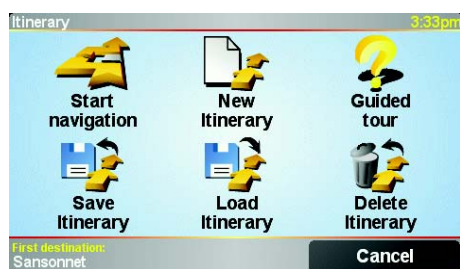 Itinerary 3:33pm
Start New Guided
navigation Itinerary tour
Save Load Delete
Itinerary Itinerary Itinerary
First destination:
Sansonnet
Cancel